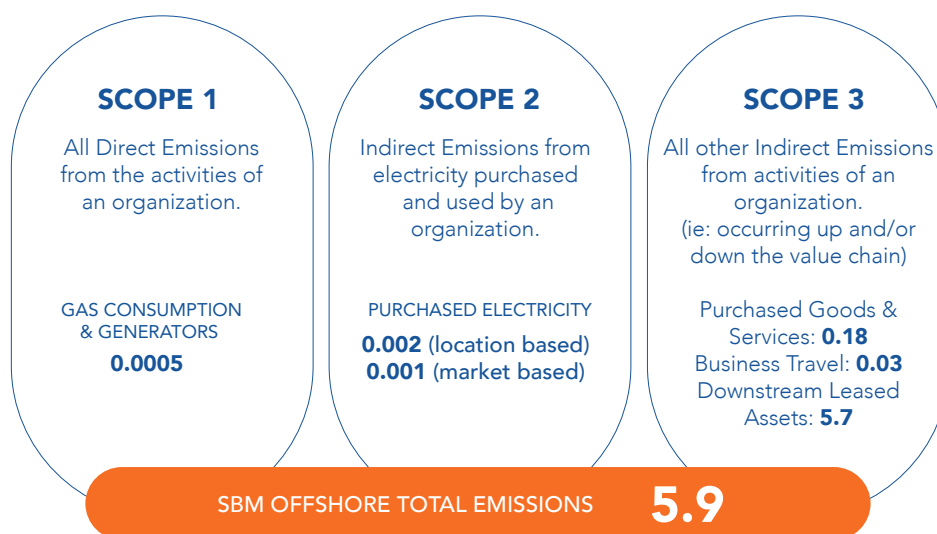 SCOPE 1
All Direct Emissions
from the activities of
an organization.
GAS CONSUMPTION
& GENERATORS
0.0005
SCOPE 2
Indirect Emissions from
electricity purchased
and used by an
organization.
PURCHASED ELECTRICITY
0.002 (location based)
0.001 (market based)
SCOPE 3
All other Indirect Emissions
from activities of an
organization.
(ie: occurring up and/or
down the value chain)
Purchased Goods &
Services: 0.18
Business Travel: 0.03
Downstream Leased
Assets: 5.7
SBM OFFSHORE TOTAL EMISSIONS 5.9